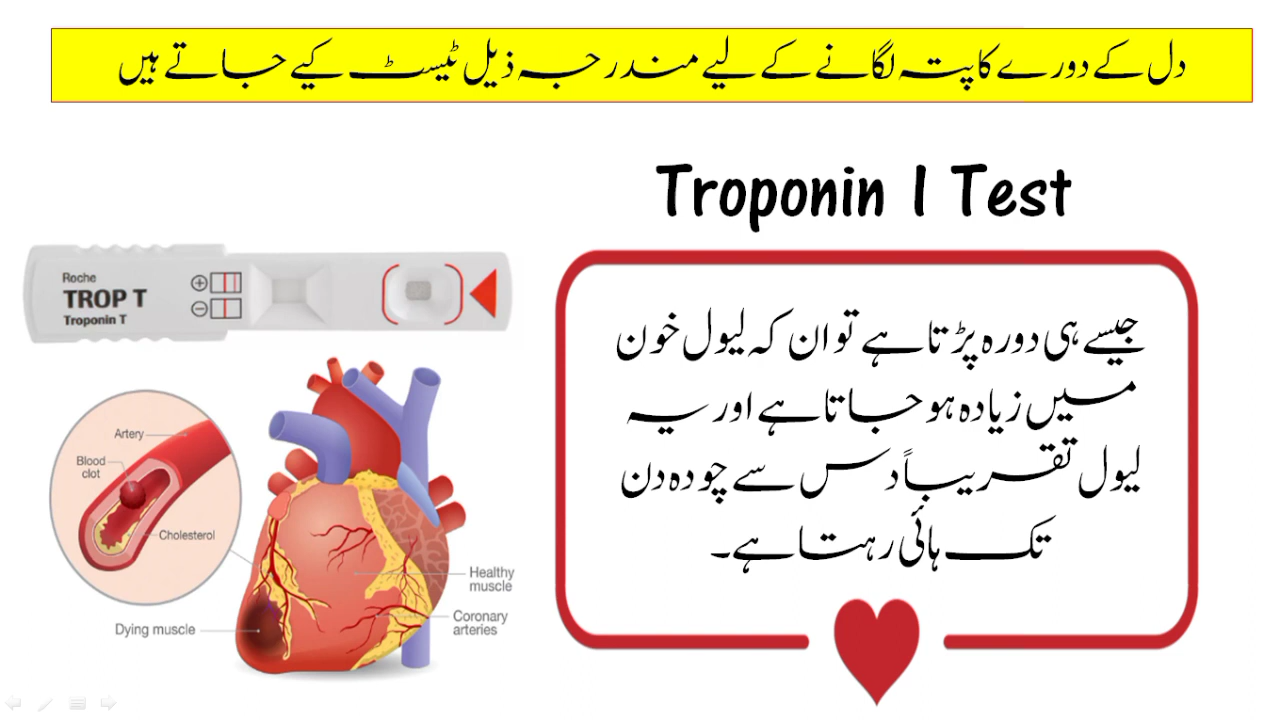 دل کے دورے کا پتہ لگانے کے لیے مندرجہ ذیل ٹیسٹ کیے جاتے ہیں
Troponin I Test
Roche
TROP T
Troponin T
جیسے ہی دورہ پڑتا ہے تو ان کہ لیول خون
میں زیادہ ہو جاتا ہے اور یہ
لیول تقریباً دس سے چودہ دن
تک ہائی رہتا ہے۔
Artery
Blood
clot
Cholesterol
Healthy
muscle
Coronary
arteries
Dying muscle